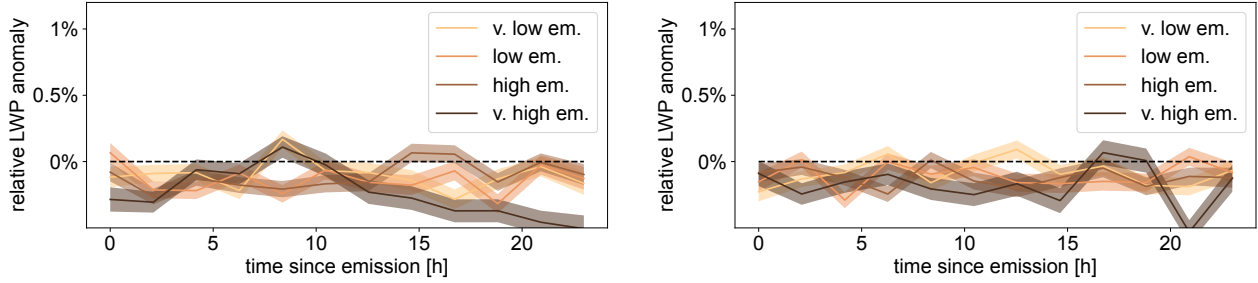 relative LWP anomaly
1%
0.5%
0%
v. low em.
low em.
high em.
v. high em.
0
5
10
15
20
time since emission [h]
relative LWP anomaly
1%
0.5%
0%
v. low em.
low em.
high em.
v. high em.
0
5
10
15
20
time since emission [h]